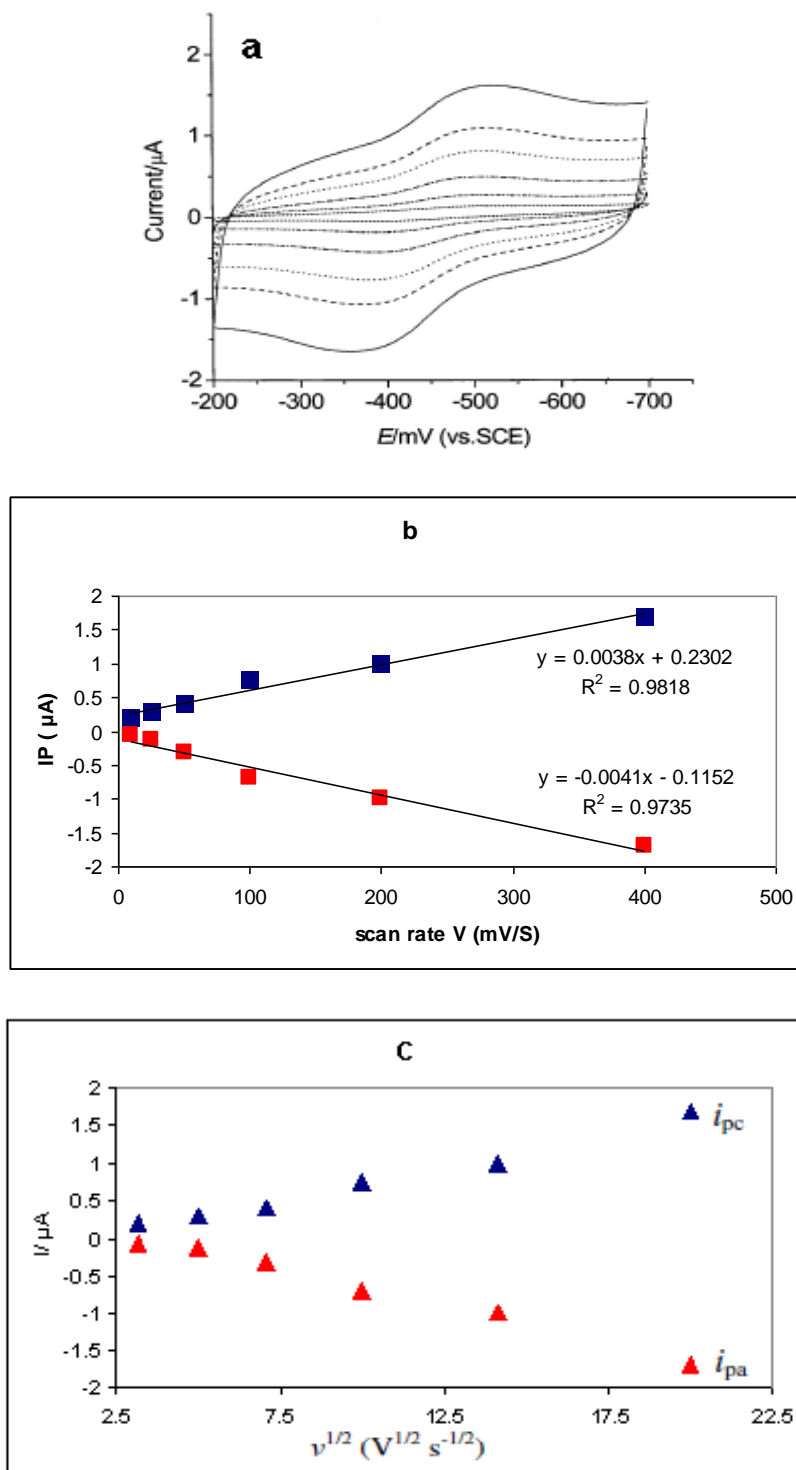 a
2
1
0
-1
-2
Current/µA
-200 -300 -400 -500 -600 -700
E/mV (vs.SCE)
b
2
1.5
1
0.5
0
-0.5
-1
-1.5
-2
IP ( µA)
y = 0.0038x + 0.2302
R² = 0.9818
y = -0.0041x - 0.1152
R² = 0.9735
0 100 200 300 400 500
scan rate V (mV/S)
C
2
1.5
1
0.5
0
-0.5
-1
-1.5
-2
I/ µA
ipc
ipa
2.5 7.5 12.5 17.5 22.5
ν^1/2 (V^1/2 s^-1/2)